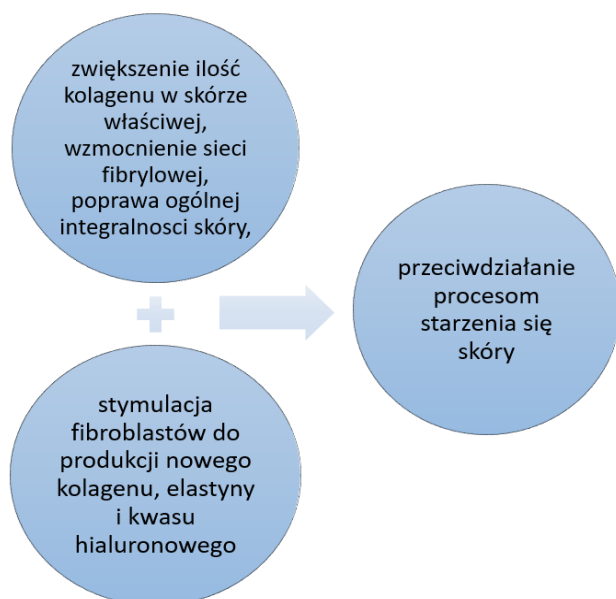 zwiększenie ilość
kolagenu w skórze
właściwej,
wzmocnienie sieci
fibrylowej,
poprawa ogólnej
integralnosci skóry,
+
przeciwdziałanie
procesom
starzenia się
skóry
stymulacja
fibroblastów do
produkcji nowego
kolagenu, elastyny
i kwasu
hialuronowego